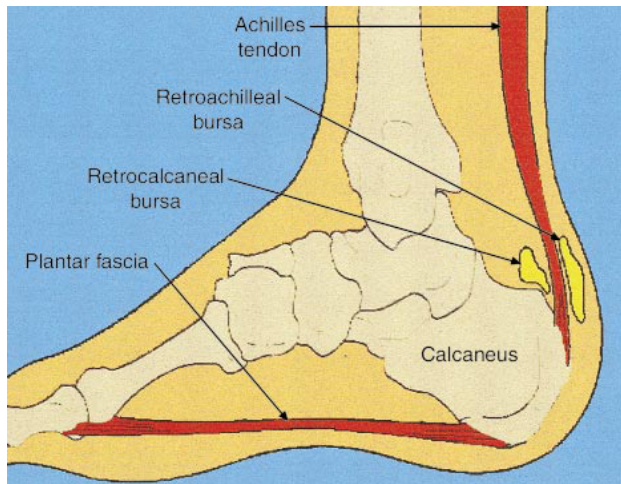 Achilles
tendon
Retroachilleal
bursa
Retrocalcaneal
bursa
Plantar fascia
Calcaneus